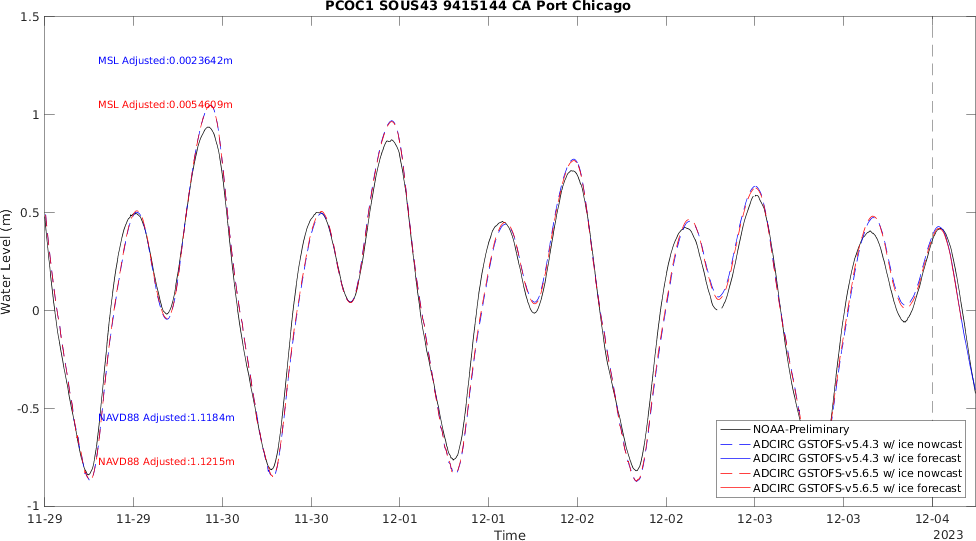 PCOC1 SOUS43 9415144 CA Port Chicago
1.5
1
0.5
0
-0.5
-1
Water Level (m)
MSL Adjusted:0.0023642m
MSL Adjusted:0.0054609m
NAVD88 Adjusted:1.1184m
NAVD88 Adjusted:1.1215m
NOAA-Preliminary
ADCIRC GSTOFS-v5.4.3 w/ ice nowcast
ADCIRC GSTOFS-v5.4.3 w/ ice forecast
ADCIRC GSTOFS-v5.6.5 w/ ice nowcast
ADCIRC GSTOFS-v5.6.5 w/ ice forecast
11-29 11-29 11-30 11-30 12-01 12-01 12-02 12-02 12-03 12-03 12-04
2023
Time